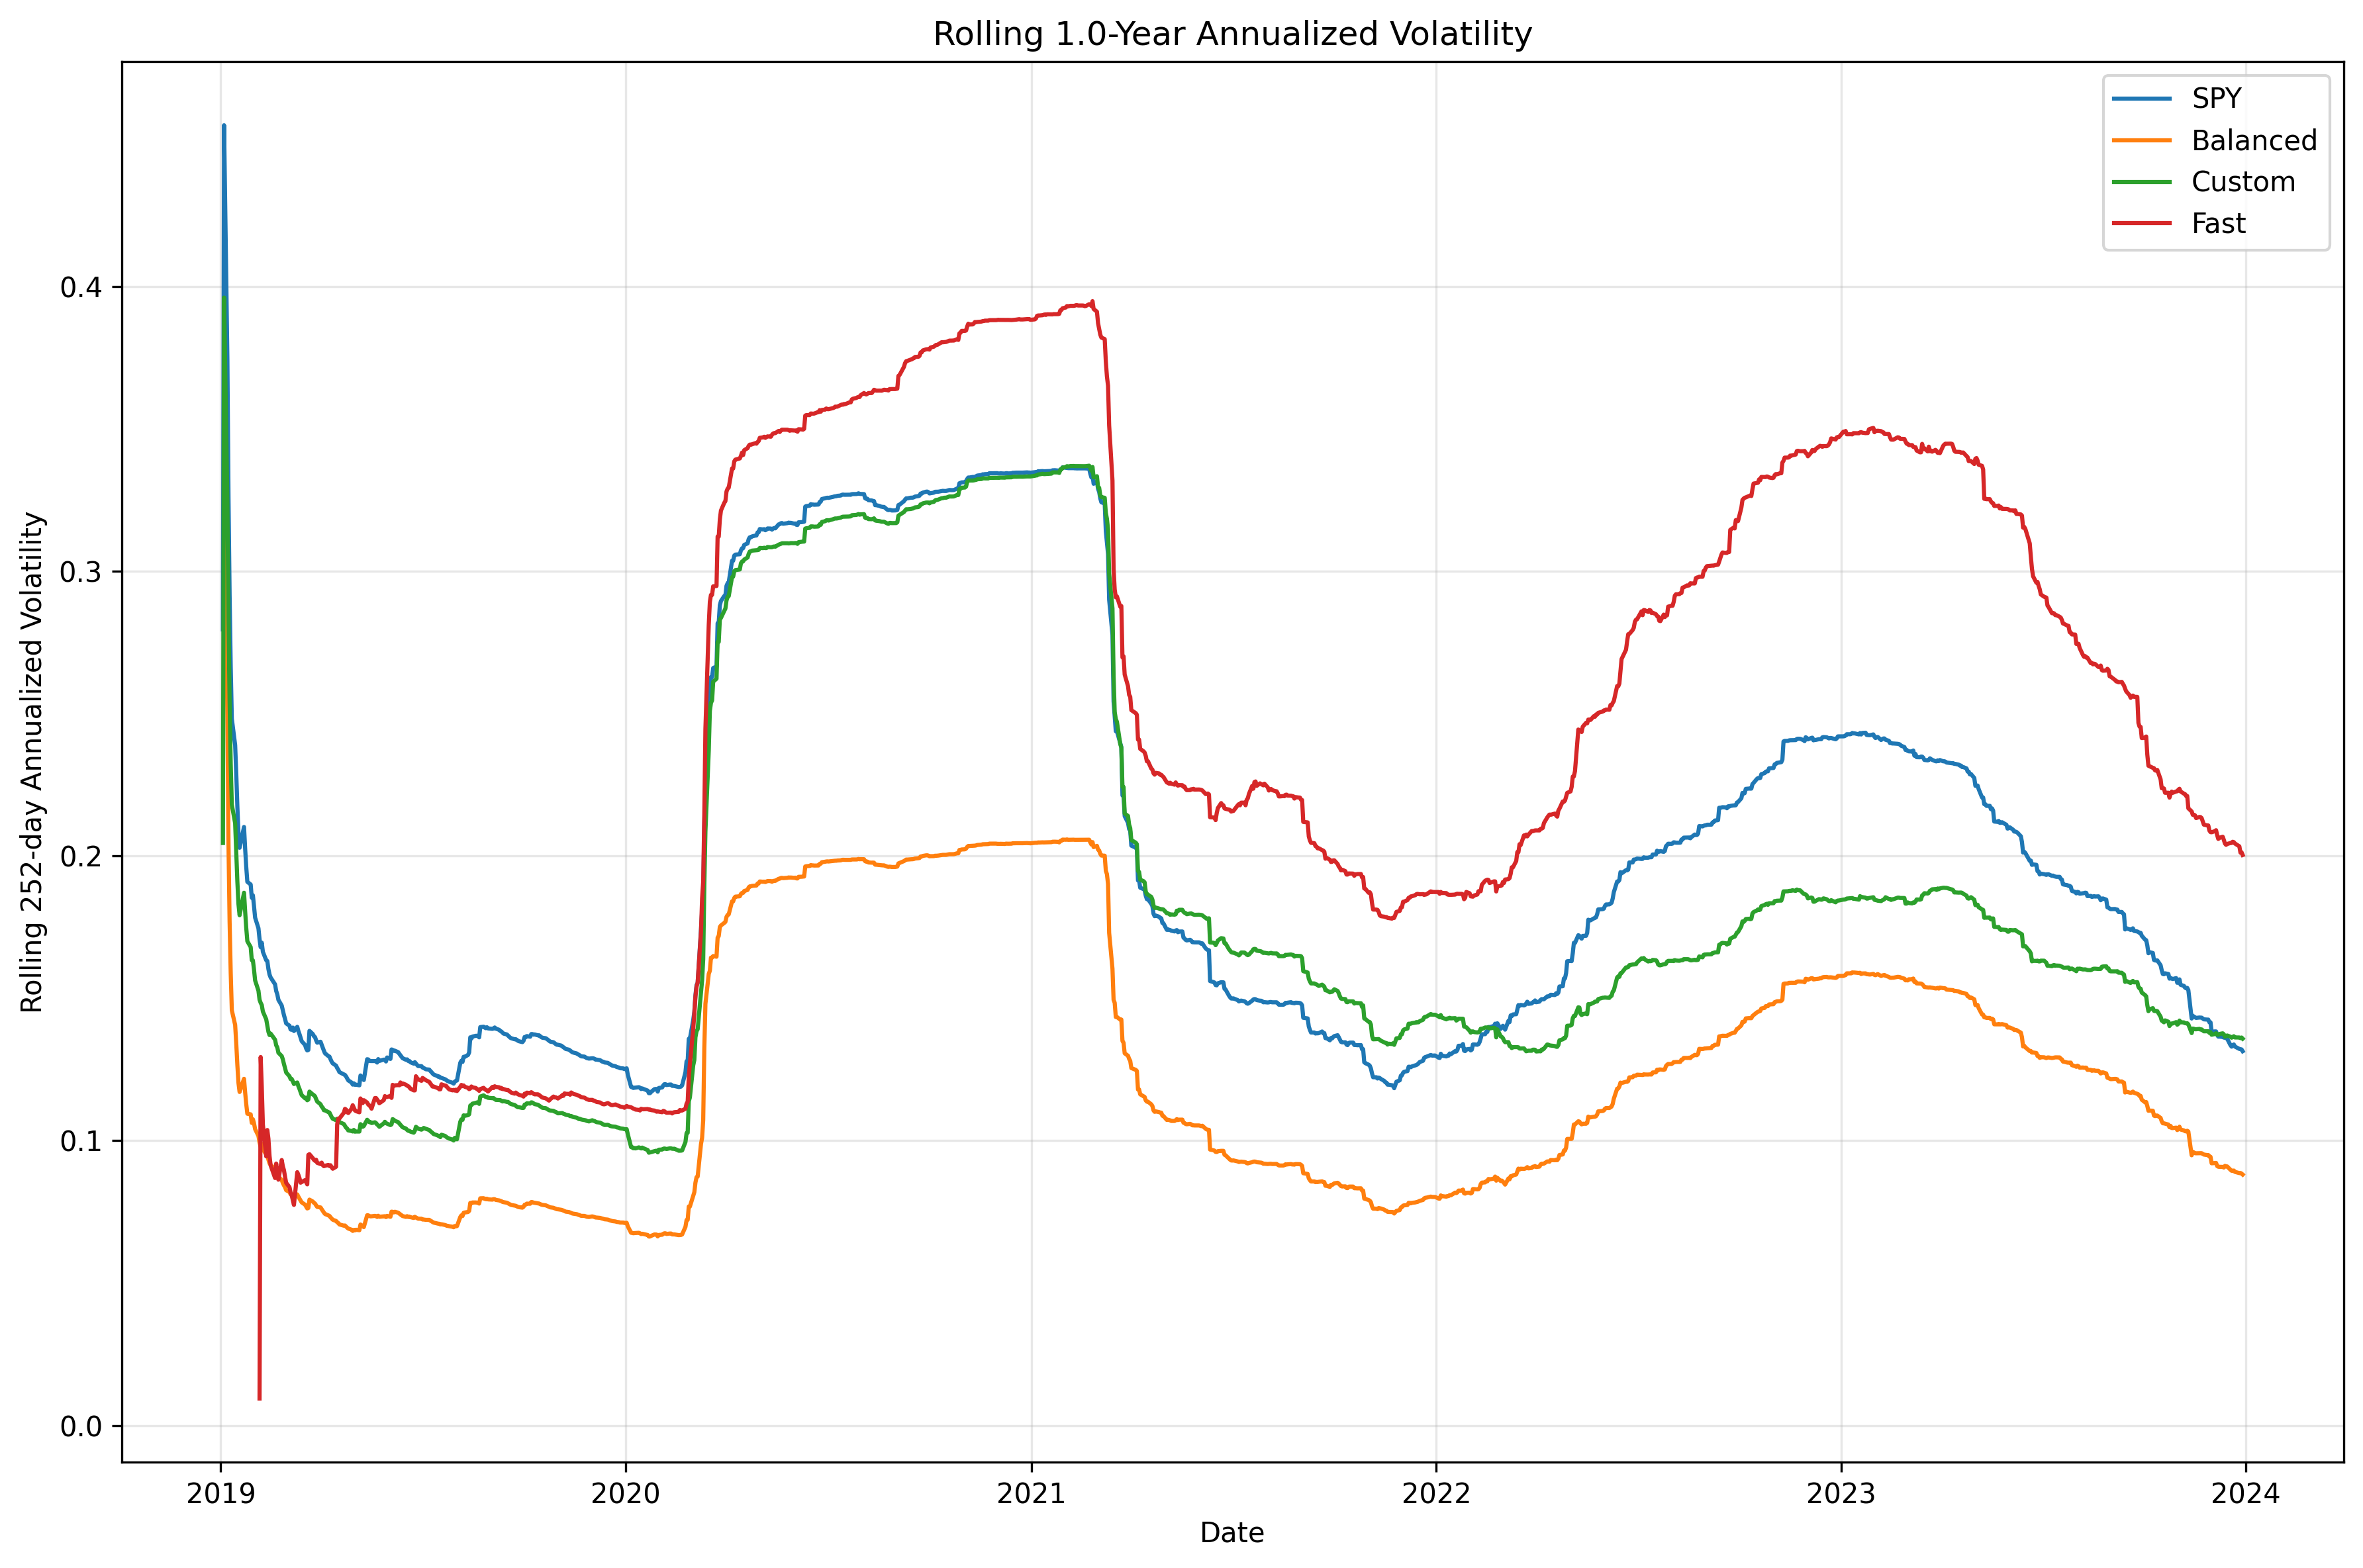 Rolling 1.0-Year Annualized Volatility
SPY
Balanced
Custom
Fast
Rolling 252-day Annualized Volatility
0.4
0.3
0.2
0.1
0.0
2019 2020 2021 2022 2023 2024
Date